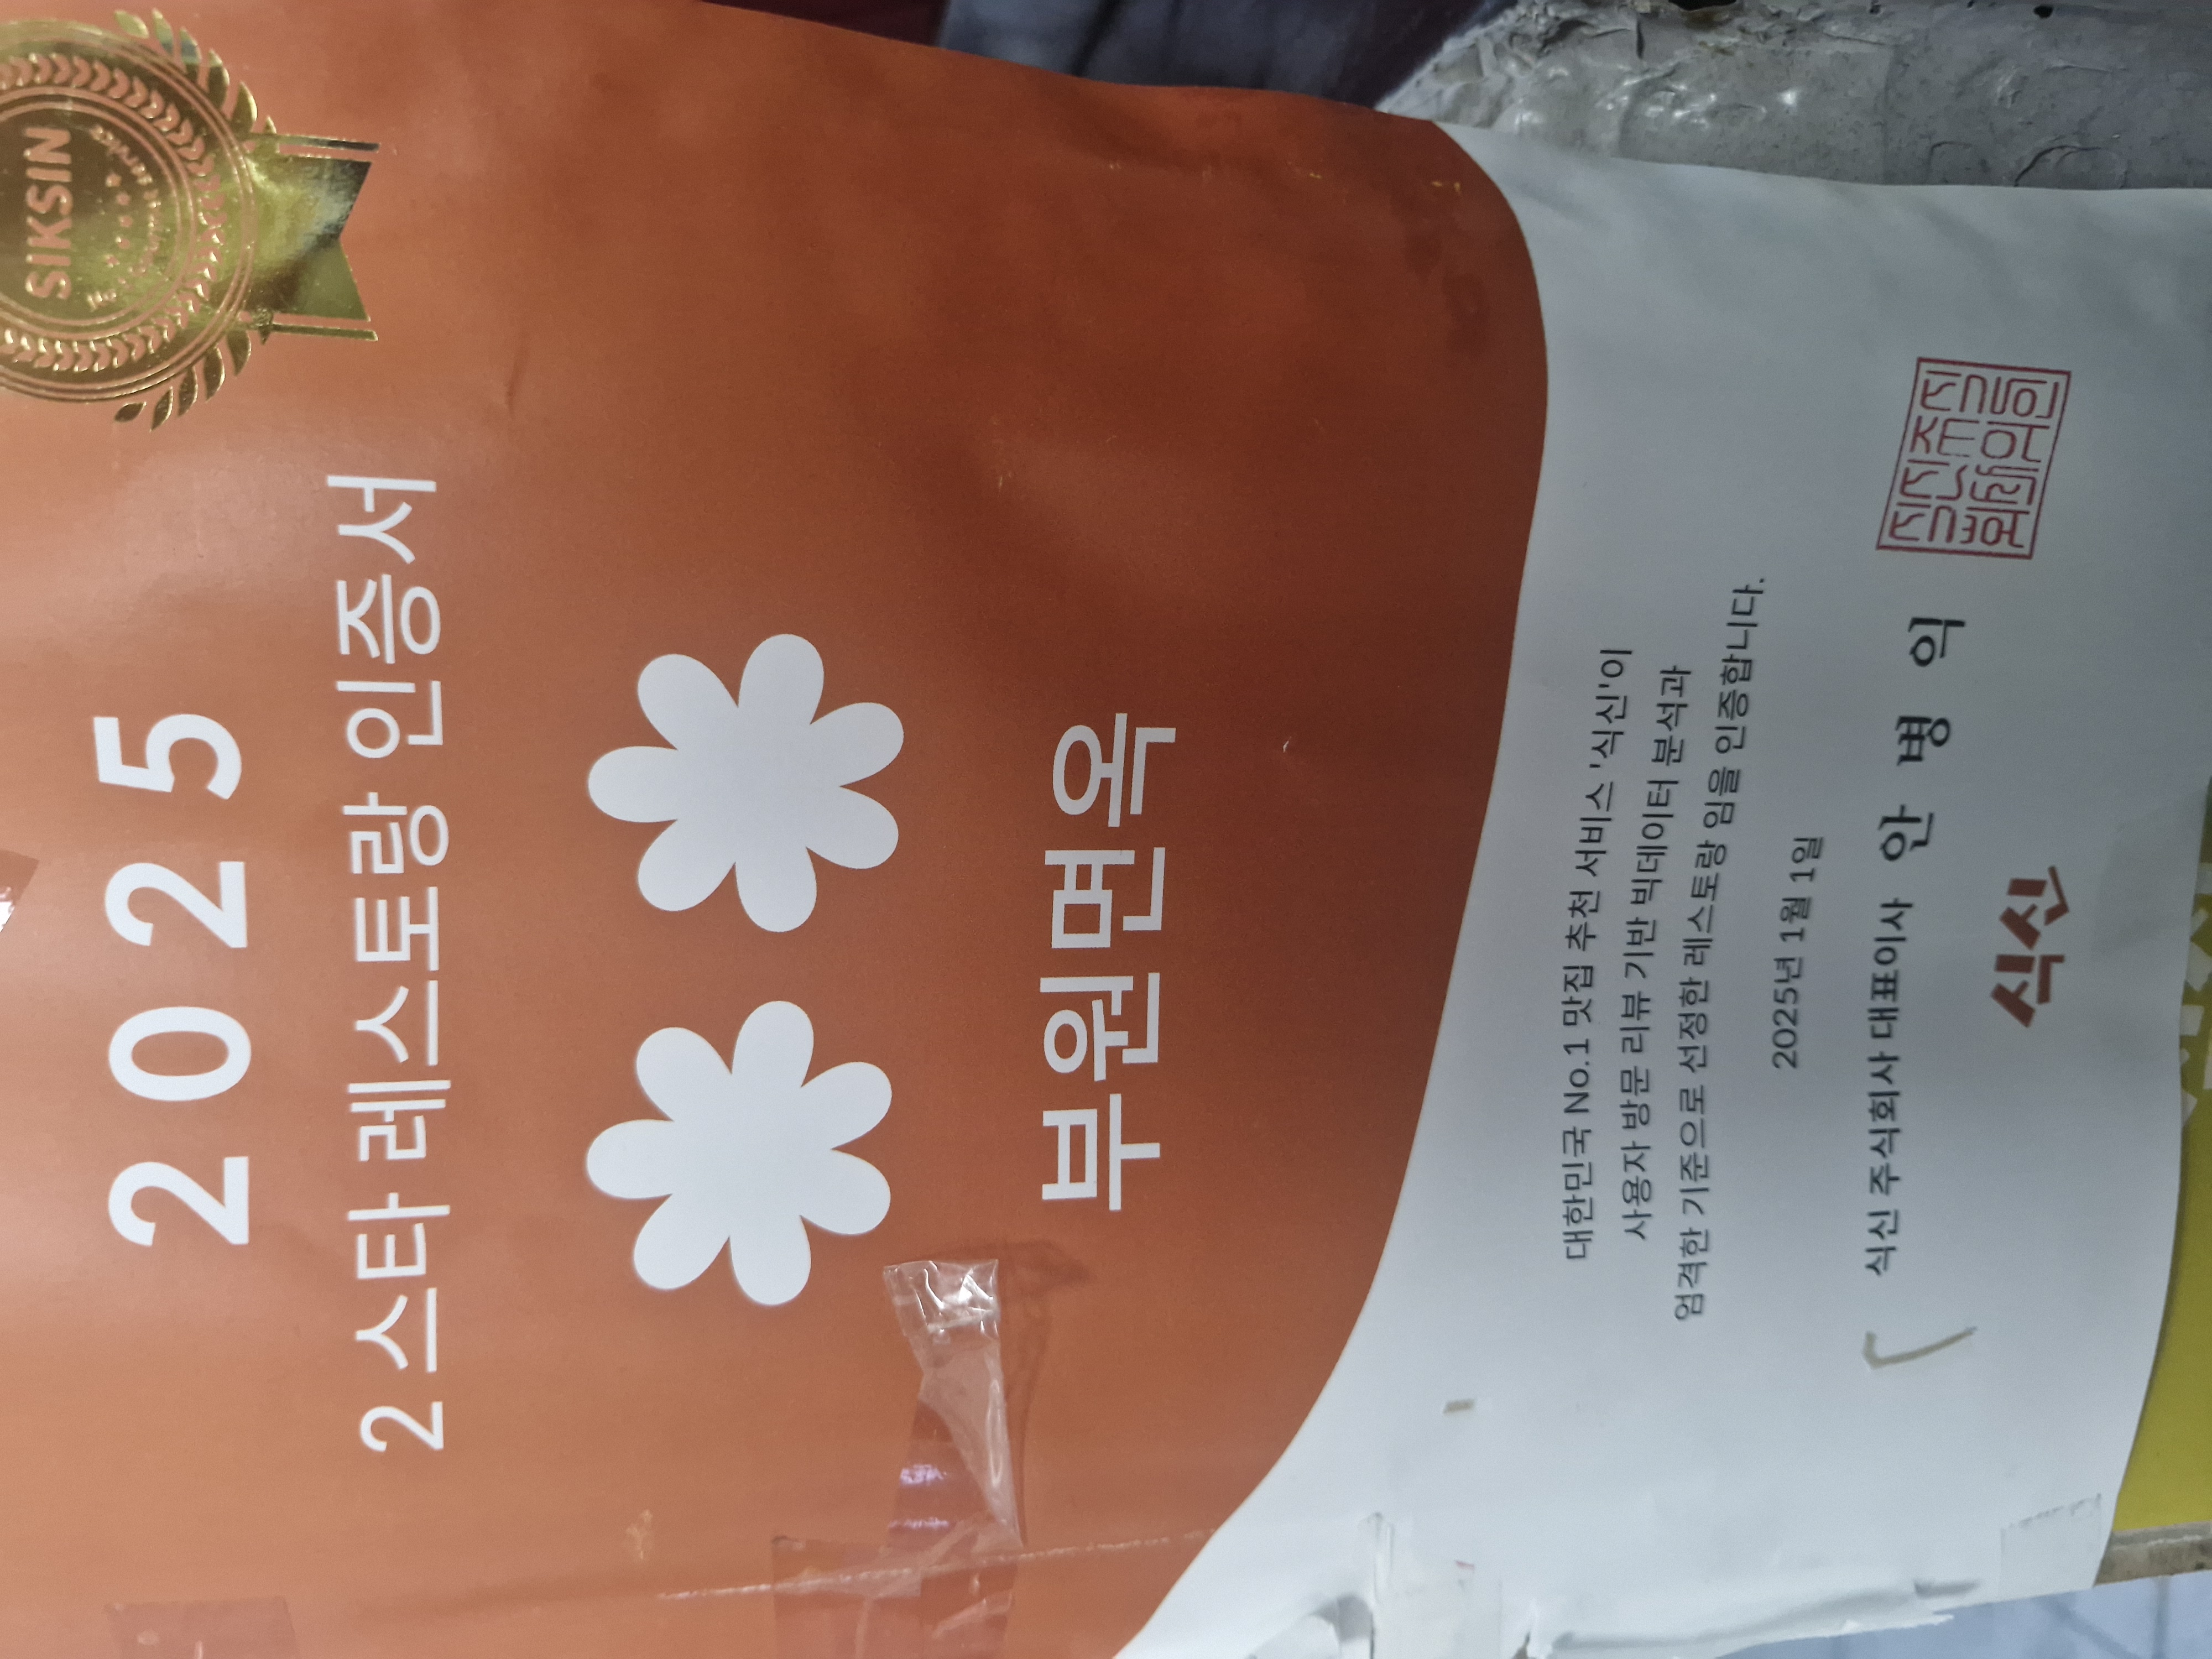 SIKSIN
2025
2 스타 레스토랑 인증서
부원면옥
대한민국 No.1 맛집 추천 서비스 '식신'이
사용자 방문 리뷰 기반 빅데이터 분석과
엄격한 기준으로 선정한 레스토랑 임을 인증합니다.
2025년 1월 1일
식신 주식회사 대표이사 안 병 익
식신